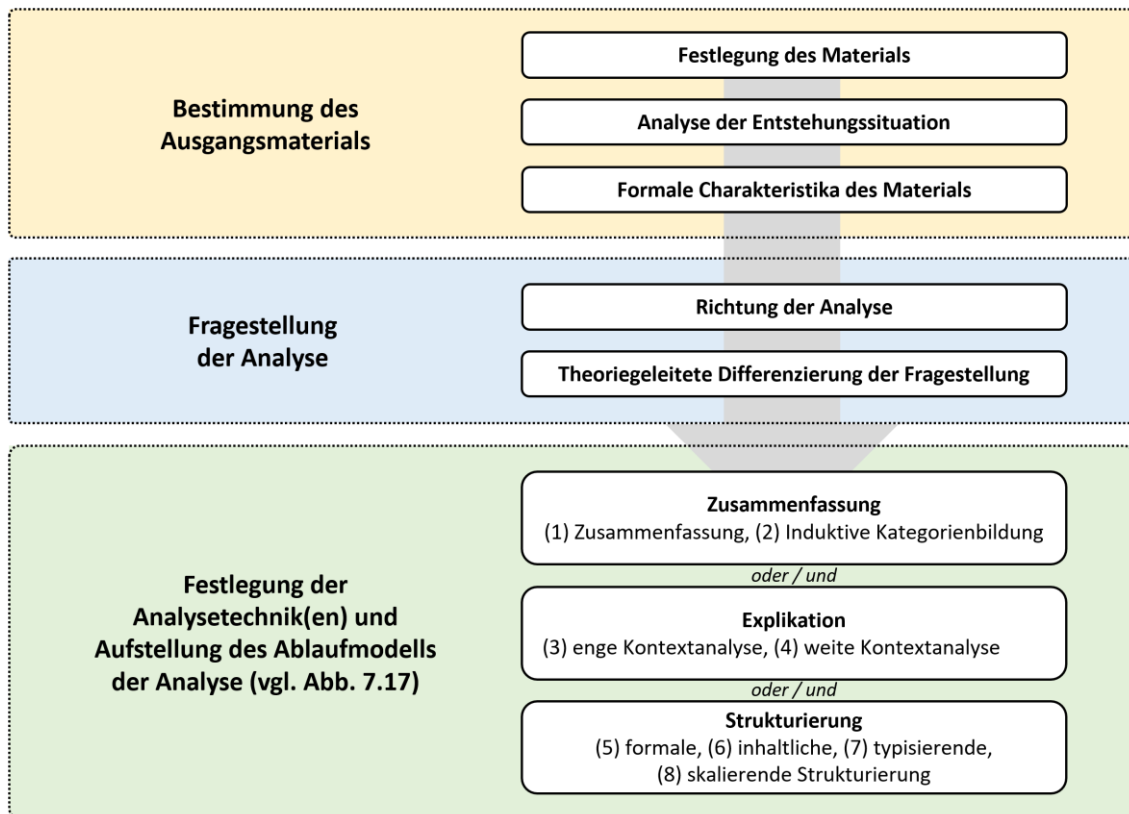 Bestimmung des
Ausgangsmaterials
Festlegung des Materials
Analyse der Entstehungssituation
Formale Charakteristika des Materials
Fragestellung
der Analyse
Richtung der Analyse
Theoriegeleitete Differenzierung der Fragestellung
Festlegung der
Analysetechnik(en) und
Aufstellung des Ablaufmodells
der Analyse (vgl. Abb. 7.17)
Zusammenfassung
(1) Zusammenfassung, (2) Induktive Kategorienbildung
oder / und
Explikation
(3) enge Kontextanalyse, (4) weite Kontextanalyse
oder / und
Strukturierung
(5) formale, (6) inhaltliche, (7) typisierende,
(8) skalierende Strukturierung